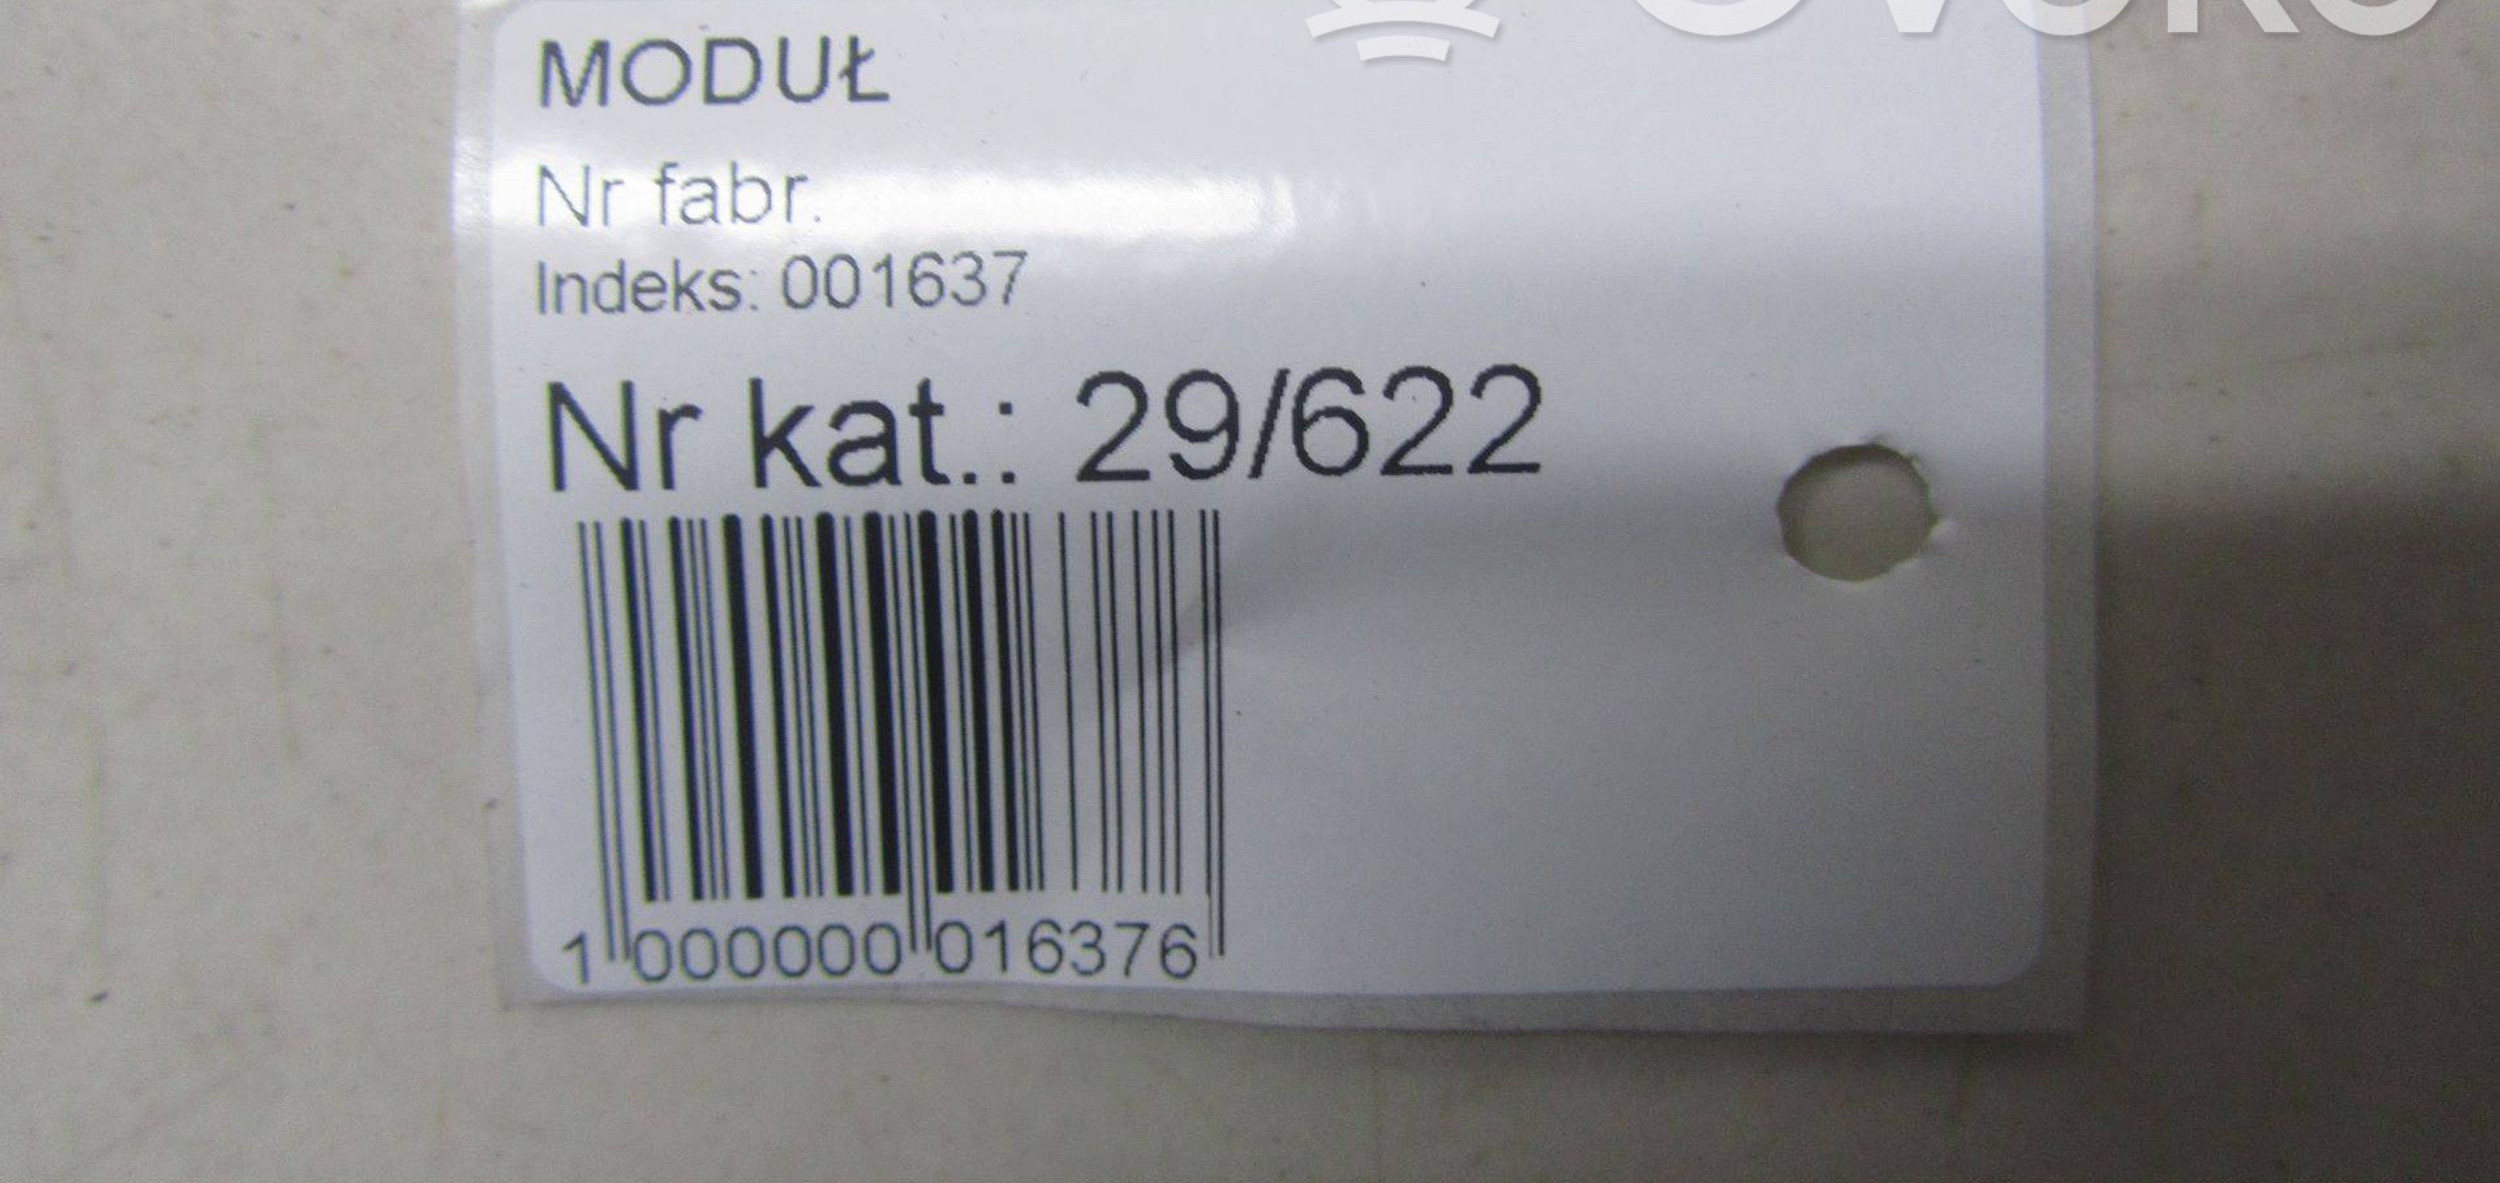 MODUŁ
Nr fabr.
Indeks: 001637
Nr kat.: 29/622
1 000000 016376